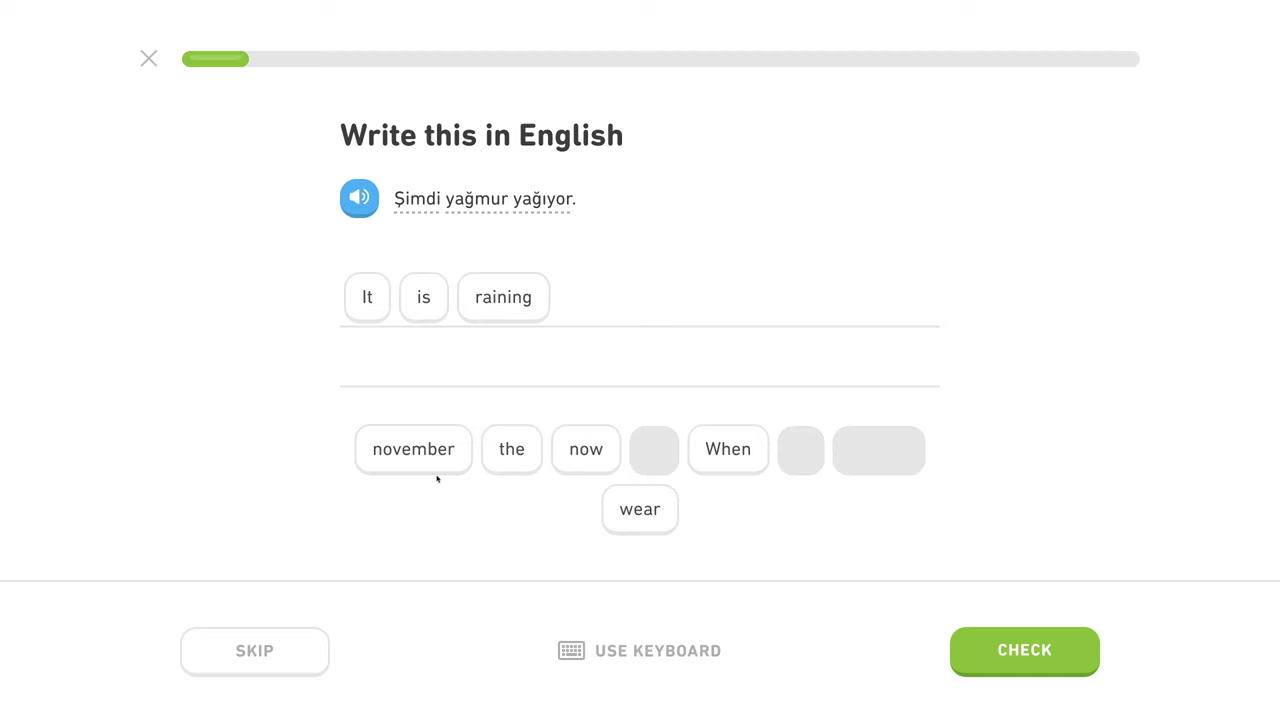 Write this in English
Şimdi yağmur yağıyor.
It is raining
november the now When
wear
SKIP USE KEYBOARD CHECK